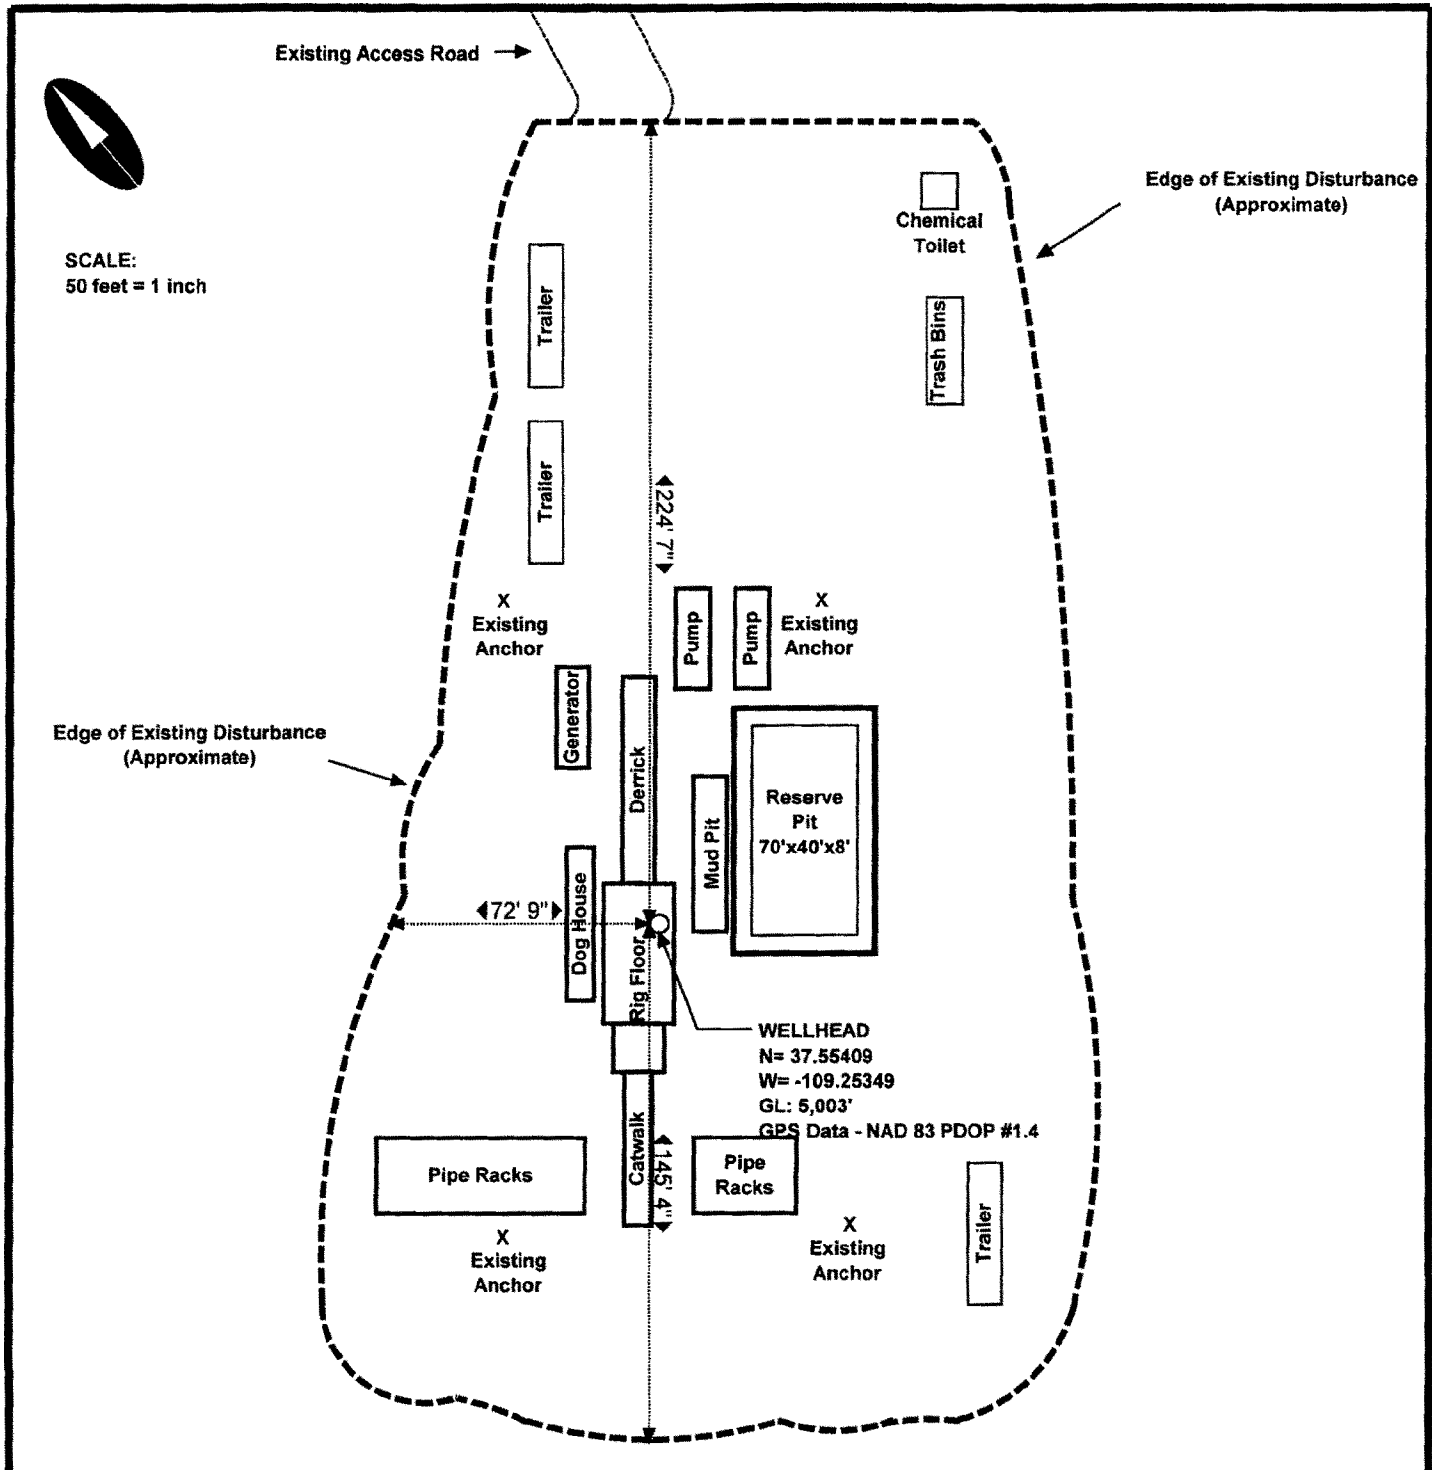 Existing Access Road
Edge of Existing Disturbance
(Approximate)
Chemical
Toilet
SCALE:
50 feet = 1 inch
Trailer
Trash Bins
Trailer
224' 7"
X
Existing
Anchor
Pump
Pump
X
Existing
Anchor
Generator
Edge of Existing Disturbance
(Approximate)
Derrick
Reserve
Pit
70'x40'x8'
Mud Pit
72' 9"
Dog House
Rig Floor
WELLHEAD
N= 37.55409
W= -109.25349
GL: 5,003'
GPS Data - NAD 83 PDOP #1.4
Pipe Racks
Catwalk
145' 4"
Pipe
Racks
Trailer
X
Existing
Anchor
X
Existing
Anchor